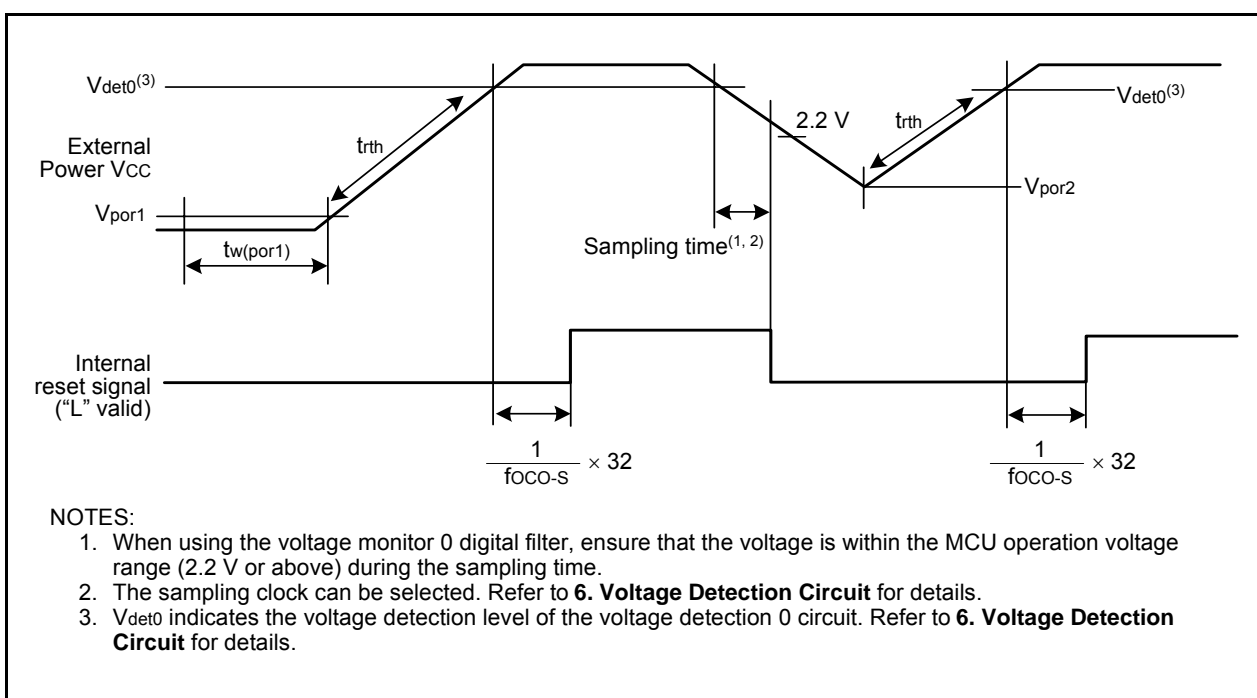 Vdet0(3)
External
Power VCC
Vpor1
tw(por1)
trth
Sampling time(1, 2)
2.2 V
trth
Vdet0(3)
Vpor2
Internal
reset signal
(“L” valid)
1
fOCO-S
× 32
1
fOCO-S
× 32
NOTES:
1. When using the voltage monitor 0 digital filter, ensure that the voltage is within the MCU operation voltage
range (2.2 V or above) during the sampling time.
2. The sampling clock can be selected. Refer to 6. Voltage Detection Circuit for details.
3. Vdet0 indicates the voltage detection level of the voltage detection 0 circuit. Refer to 6. Voltage Detection
Circuit for details.